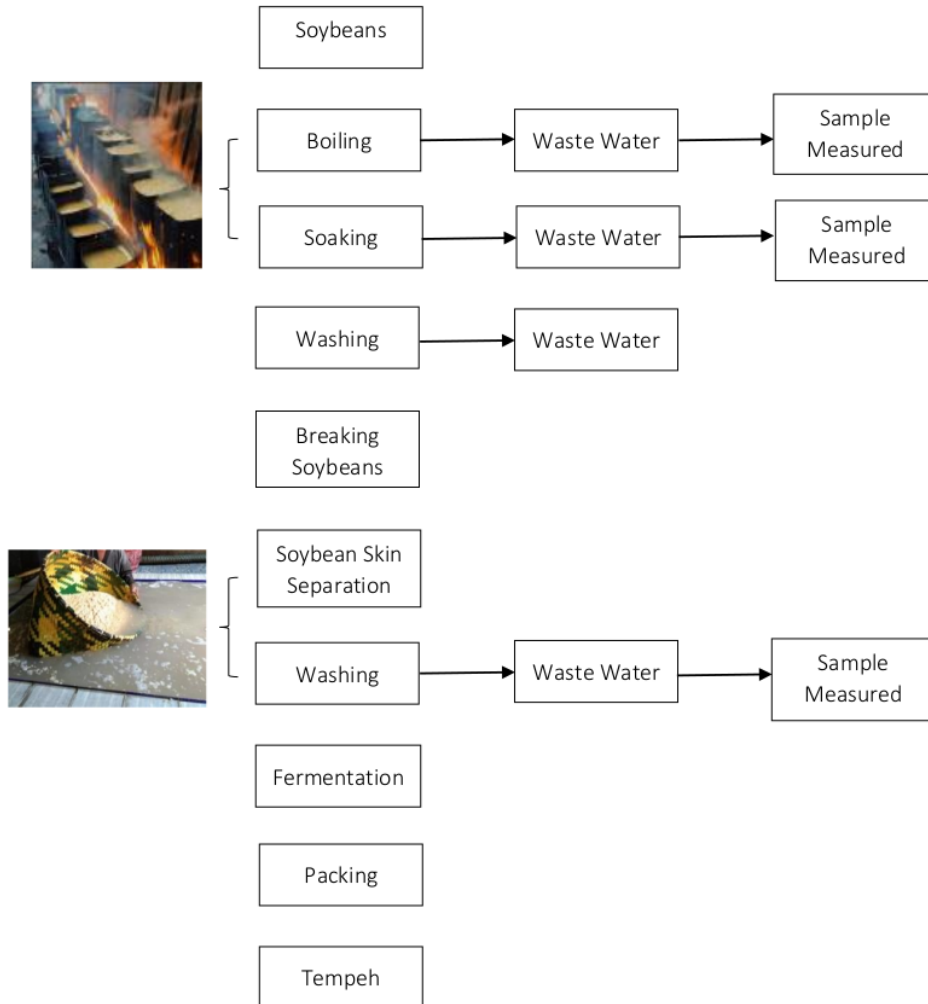 Soybeans
Boiling
Waste Water
Sample
Measured
Soaking
Waste Water
Sample
Measured
Washing
Waste Water
Breaking
Soybeans
Soybean Skin
Separation
Washing
Waste Water
Sample
Measured
Fermentation
Packing
Tempeh